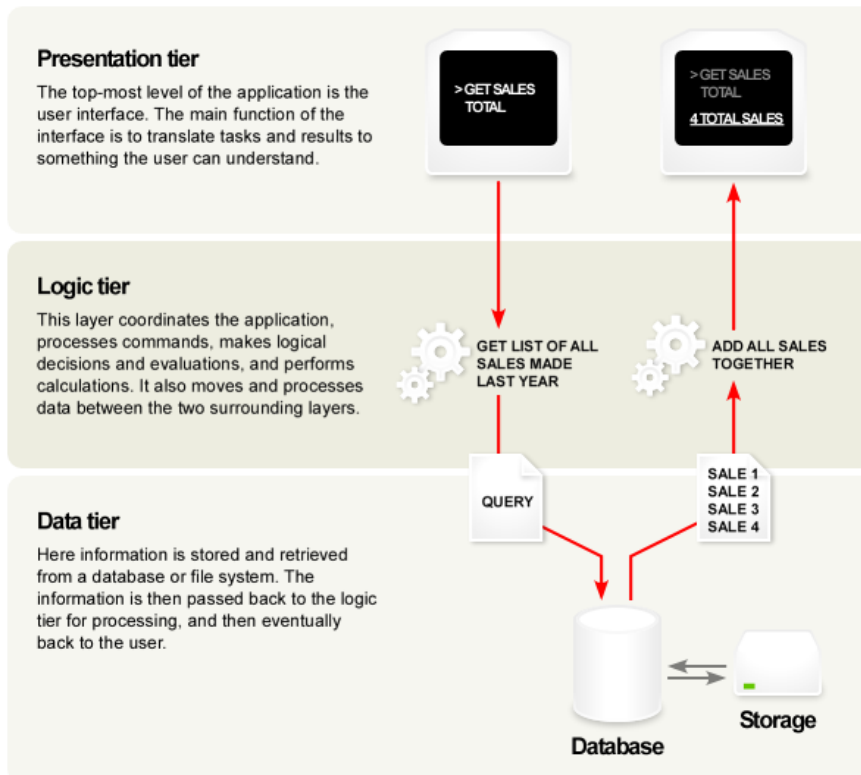 Presentation tier
The top-most level of the application is the
user interface. The main function of the
interface is to translate tasks and results to
something the user can understand.
> GET SALES
TOTAL
> GET SALES
TOTAL
4 TOTAL SALES
Logic tier
This layer coordinates the application,
processes commands, makes logical
decisions and evaluations, and performs
calculations. It also moves and processes
data between the two surrounding layers.
GET LIST OF ALL
SALES MADE
LAST YEAR
ADD ALL SALES
TOGETHER
QUERY
SALE 1
SALE 2
SALE 3
SALE 4
Data tier
Here information is stored and retrieved
from a database or file system. The
information is then passed back to the logic
tier for processing, and then eventually
back to the user.
Database
Storage